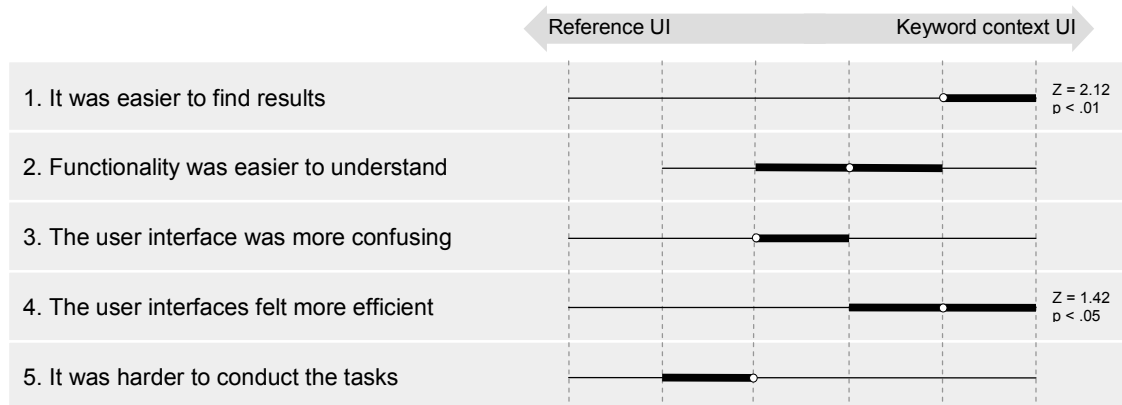 Reference UI Keyword context UI
1. It was easier to find results
Z = 2.12
p < .01
2. Functionality was easier to understand
3. The user interface was more confusing
4. The user interfaces felt more efficient
Z = 1.42
p < .05
5. It was harder to conduct the tasks